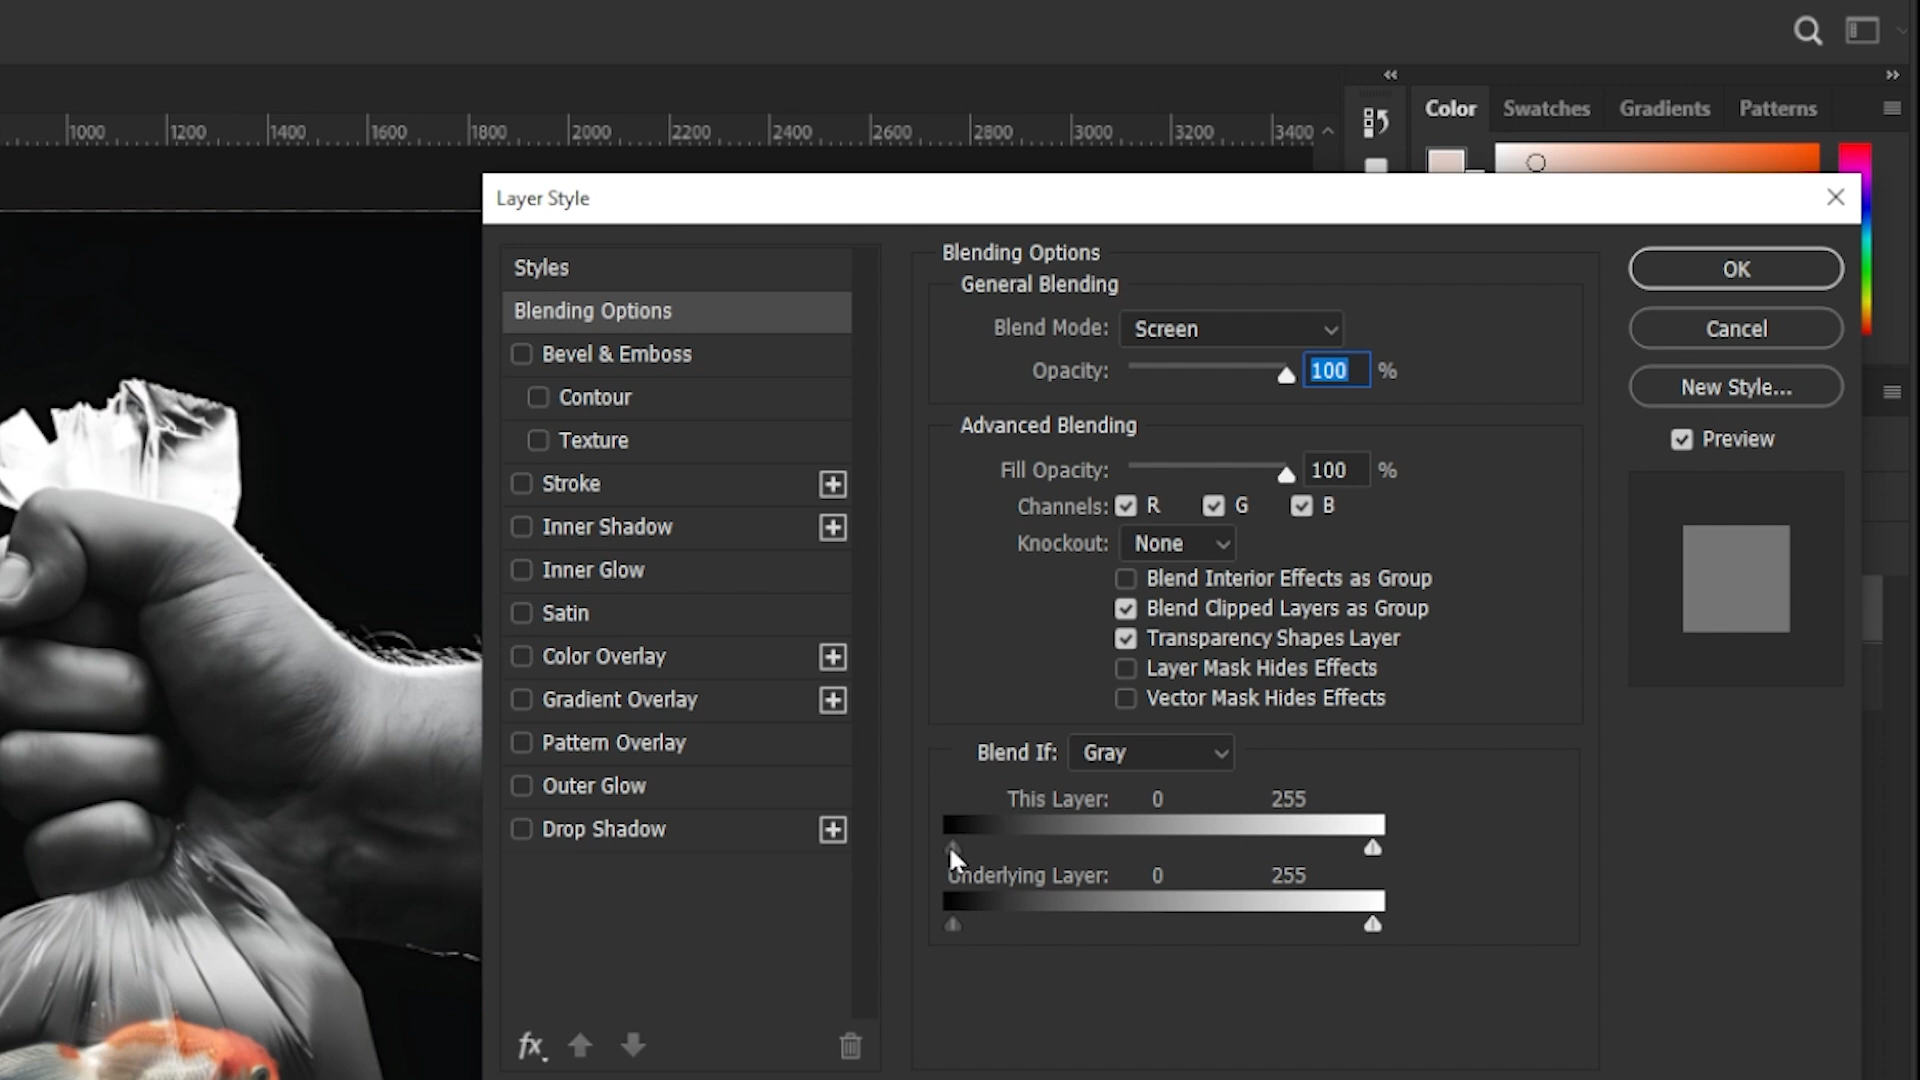 1000 1200 1400 1600 1800 2000 2200 2400 2600 2800 3000 3200 3400
Color Swatches Gradients Patterns
Layer Style
Styles
Blending Options
Bevel & Emboss
Contour
Texture
Stroke
Inner Shadow
Inner Glow
Satin
Color Overlay
Gradient Overlay
Pattern Overlay
Outer Glow
Drop Shadow
fx
Blending Options
General Blending
Blend Mode: Screen
Opacity: 100 %
Advanced Blending
Fill Opacity: 100 %
Channels: R G B
Knockout: None
Blend Interior Effects as Group
Blend Clipped Layers as Group
Transparency Shapes Layer
Layer Mask Hides Effects
Vector Mask Hides Effects
Blend If: Gray
This Layer: 0 255
Underlying Layer: 0 255
OK
Cancel
New Style...
Preview